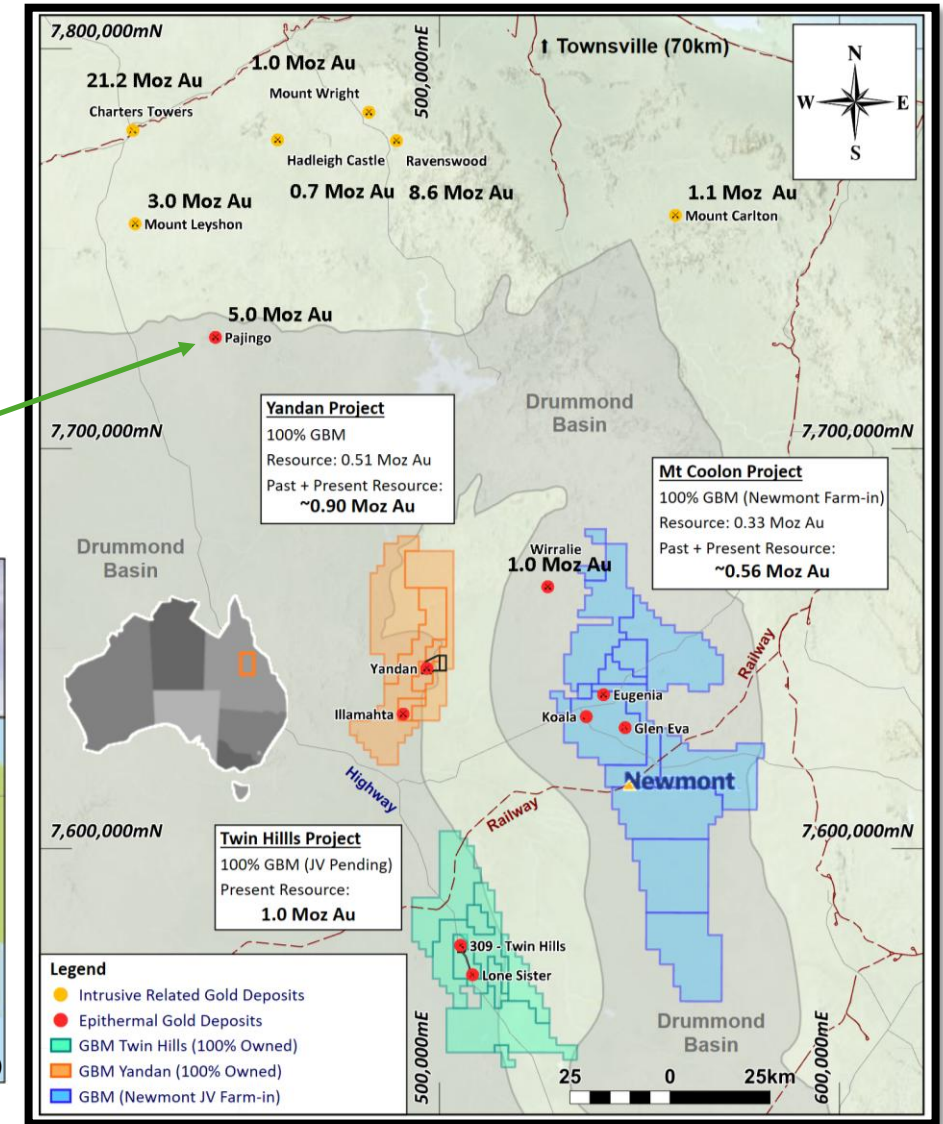 7,800,000mN
500,000mE
↑ Townsville (70km)
N
W E
S
21.2 Moz Au
Charters Towers
1.0 Moz Au
Mount Wright
Hadleigh Castle
Ravenswood
0.7 Moz Au
8.6 Moz Au
3.0 Moz Au
Mount Leyshon
1.1 Moz Au
Mount Carlton
5.0 Moz Au
Pajingo
Drummond
Basin
7,700,000mN
7,700,000mN
Yandan Project
100% GBM
Resource: 0.51 Moz Au
Past + Present Resource:
~0.90 Moz Au
Mt Coolon Project
100% GBM (Newmont Farm-in)
Resource: 0.33 Moz Au
Past + Present Resource:
~0.56 Moz Au
Drummond
Basin
Wirralie
1.0 Moz Au
Yandan
Illamahta
Eugenia
Koala
Glen Eva
Railway
Newmont
Highway
Railway
7,600,000mN
7,600,000mN
Twin Hillls Project
100% GBM (JV Pending)
Present Resource:
1.0 Moz Au
309 - Twin Hills
Lone Sister
Legend
Intrusive Related Gold Deposits
Epithermal Gold Deposits
GBM Twin Hills (100% Owned)
GBM Yandan (100% Owned)
GBM (Newmont JV Farm-in)
500,000mE
Drummond
Basin
600,000mE
25 0 25km